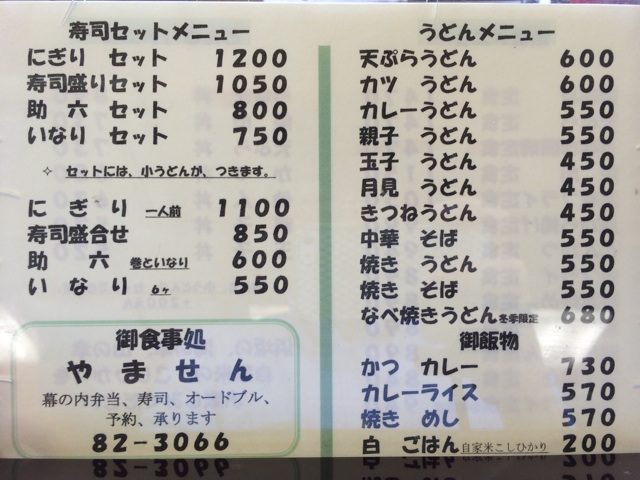 寿司セットメニュー
にぎり セット 1200
寿司盛りセット 1050
助 六 セット 800
いなり セット 750
✧ セットには、小うどんが、つきます。
に ぎ り 一人前 1100
寿司盛合せ 850
助 六 巻といなり 600
い な り 6ヶ 550
御食事処
や ま せ ん
幕の内弁当、寿司、オードブル、
予約、承ります
82-3066
うどんメニュー
天ぷらうどん 600
カツ うどん 600
カレーうどん 550
親子 うどん 550
玉子 うどん 450
月見 うどん 450
きつねうどん 450
中華 そば 550
焼き うどん 550
焼き そば 550
なべ焼きうどん冬季限定 680
御飯物
かつ カレー 730
カレーライス 570
焼き めし 570
白 ごはん 自家米こしひかり 200